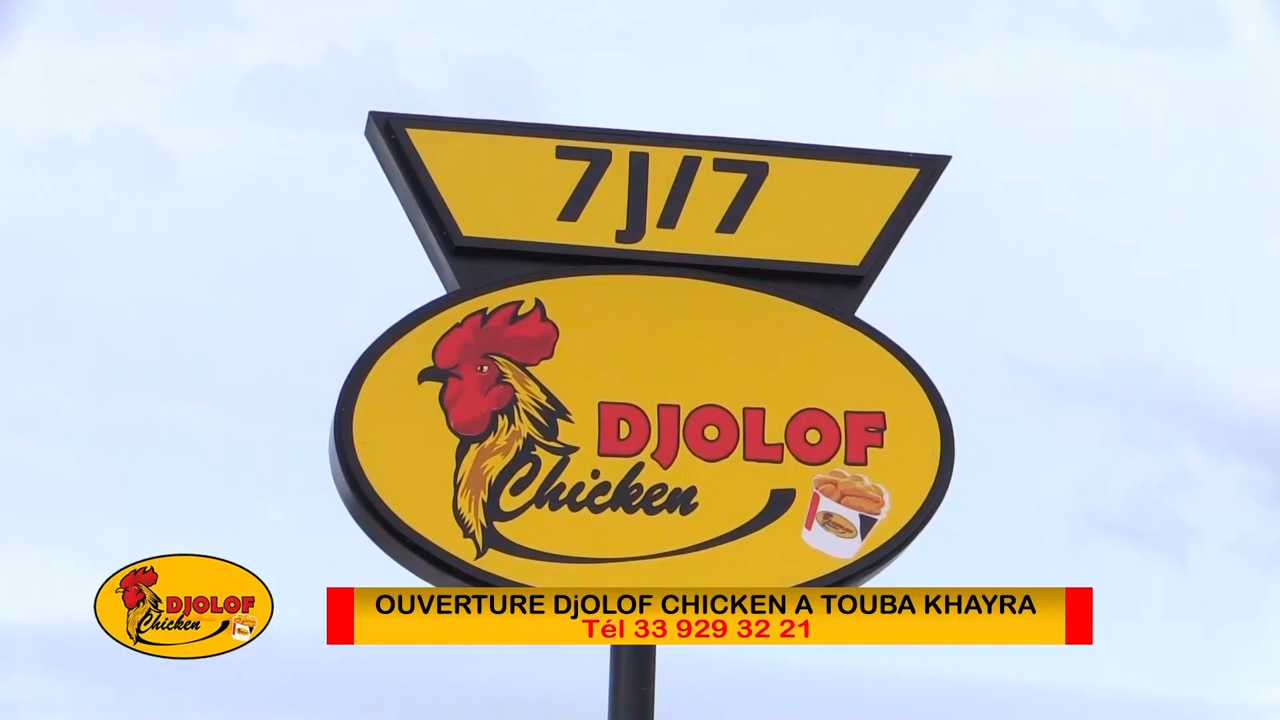 7J/7
DJOLOF
Chicken
DJOLOF
Chicken
OUVERTURE DjOLOF CHICKEN A TOUBA KHAYRA
Tél 33 929 32 21